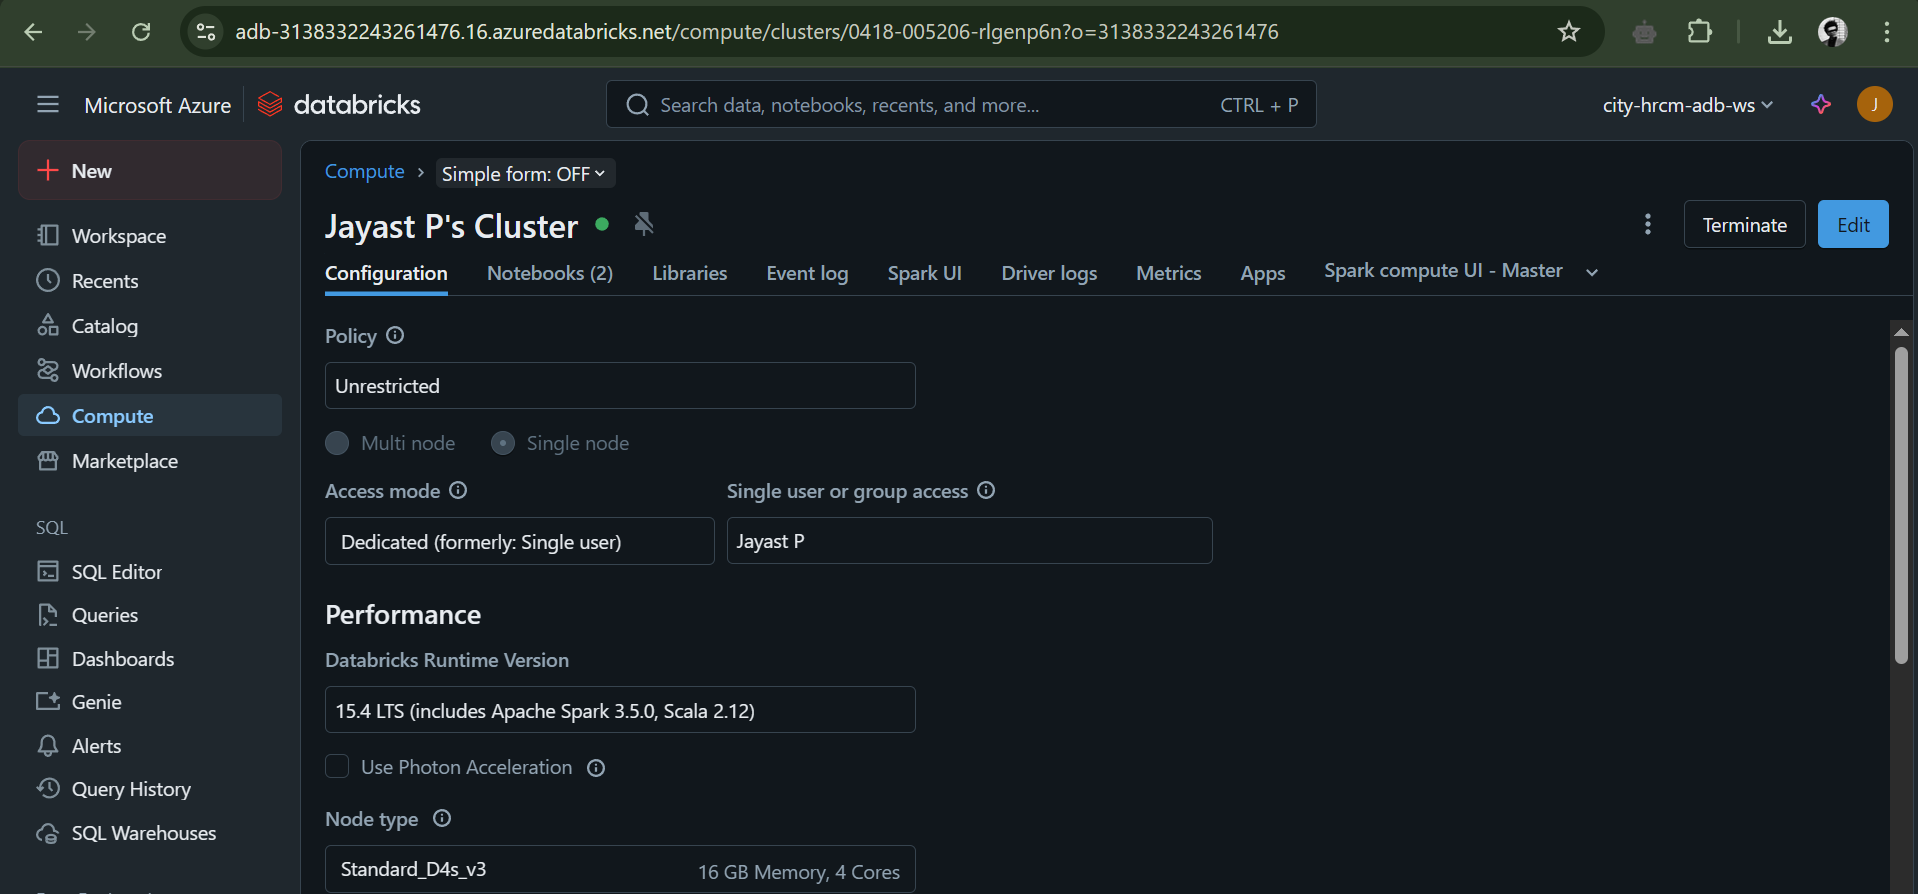 adb-3138332243261476.16.azuredatabricks.net/compute/clusters/0418-005206-rlgenp6n?o=3138332243261476
Microsoft Azure databricks
Search data, notebooks, recents, and more... CTRL + P
city-hrcm-adb-ws
J
New
Workspace
Recents
Catalog
Workflows
Compute
Marketplace
SQL
SQL Editor
Queries
Dashboards
Genie
Alerts
Query History
SQL Warehouses
Compute › Simple form: OFF
Jayast P's Cluster
Terminate Edit
Configuration Notebooks (2) Libraries Event log Spark UI Driver logs Metrics Apps Spark compute UI - Master
Policy
Unrestricted
Multi node Single node
Access mode Single user or group access
Dedicated (formerly: Single user) Jayast P
Performance
Databricks Runtime Version
15.4 LTS (includes Apache Spark 3.5.0, Scala 2.12)
Use Photon Acceleration
Node type
Standard_D4s_v3 16 GB Memory, 4 Cores